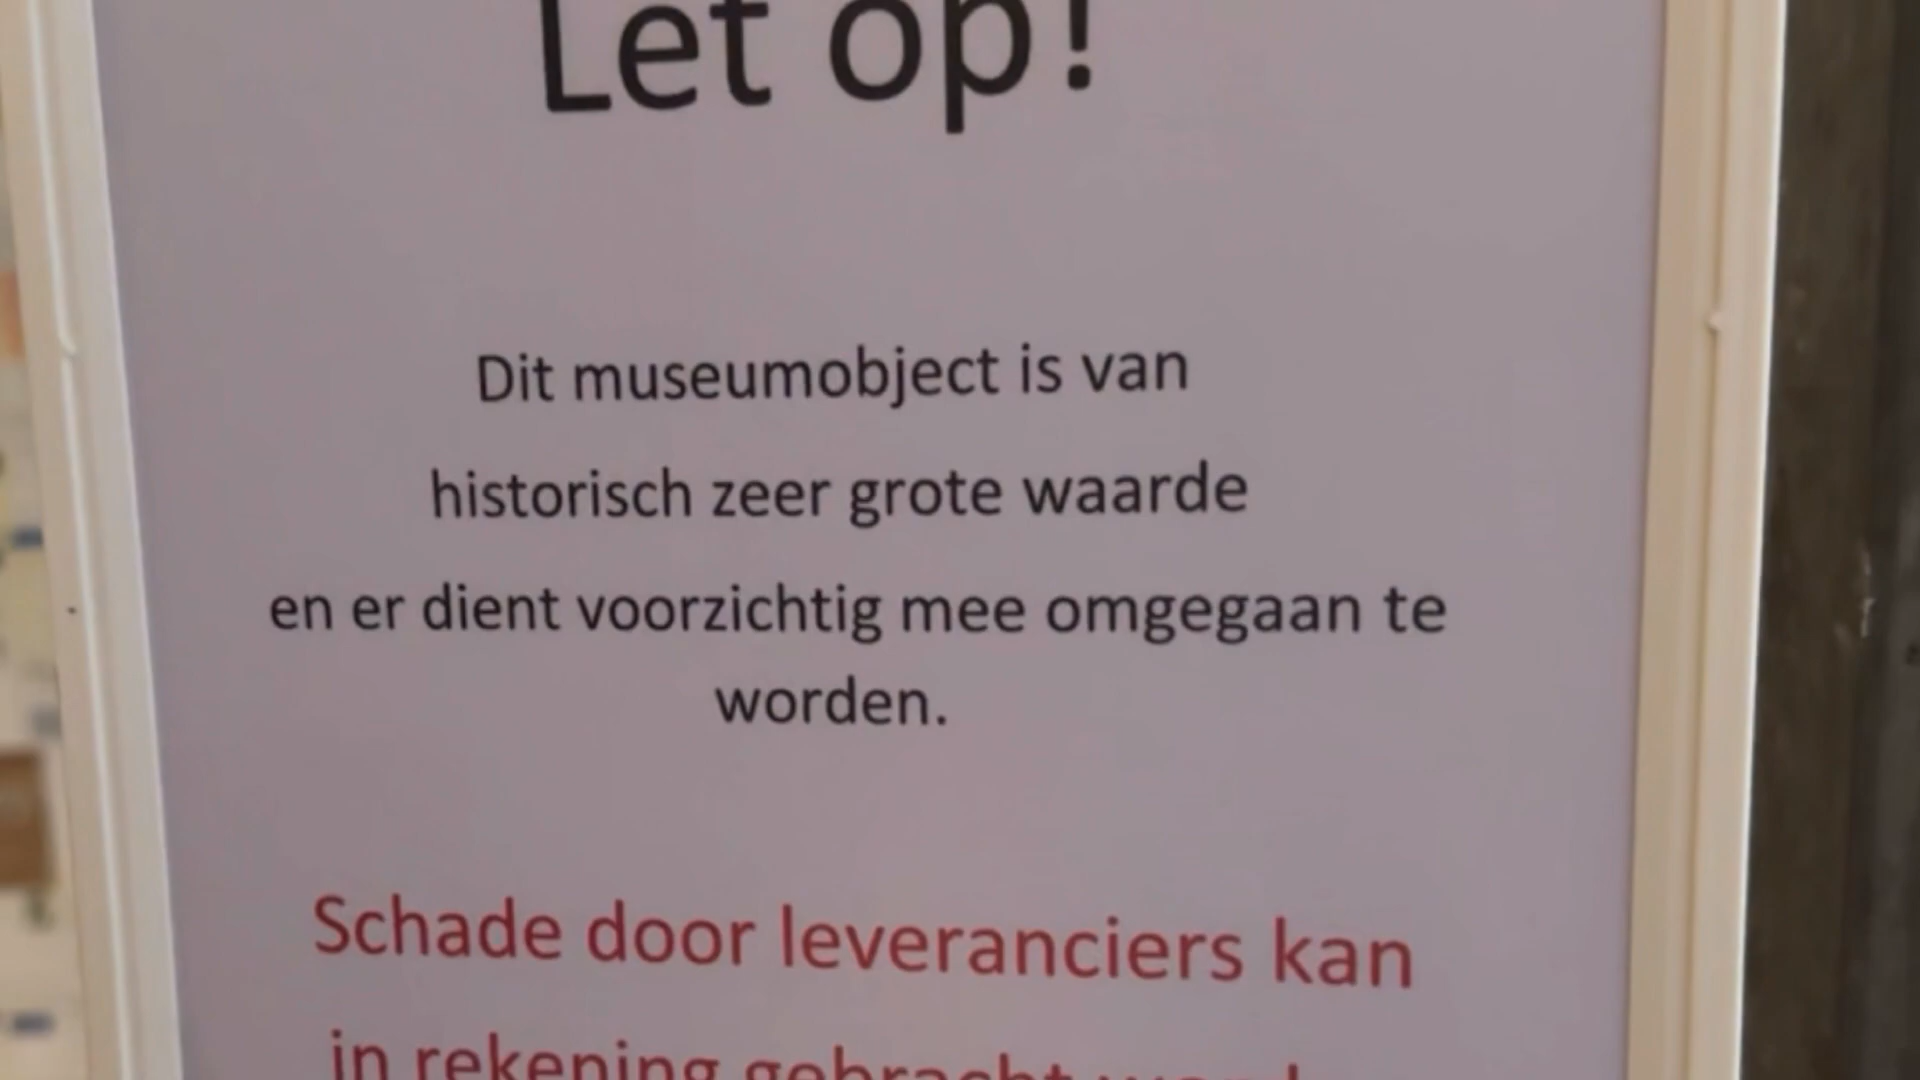 Let op!
Dit museumobject is van
historisch zeer grote waarde
en er dient voorzichtig mee omgegaan te
worden.
Schade door leveranciers kan
in rekening gebracht